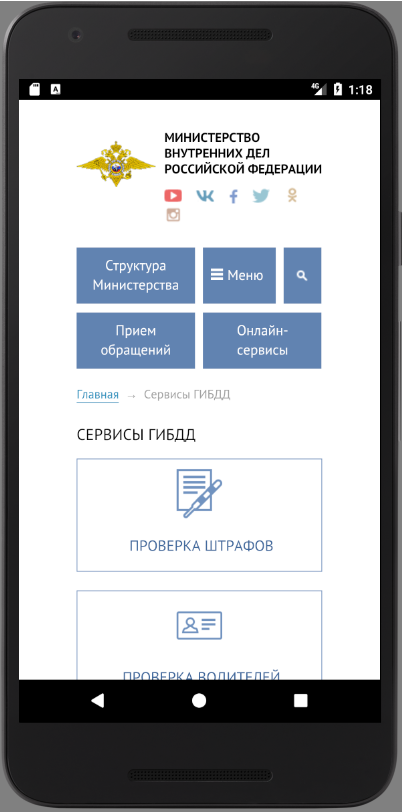 4G 1:18
МИНИСТЕРСТВО
ВНУТРЕННИХ ДЕЛ
РОССИЙСКОЙ ФЕДЕРАЦИИ
Структура
Министерства
Меню
Прием
обращений
Онлайн-
сервисы
Главная → Сервисы ГИБДД
СЕРВИСЫ ГИБДД
ПРОВЕРКА ШТРАФОВ
ПРОВЕРКА ВОДИТЕЛЕЙ